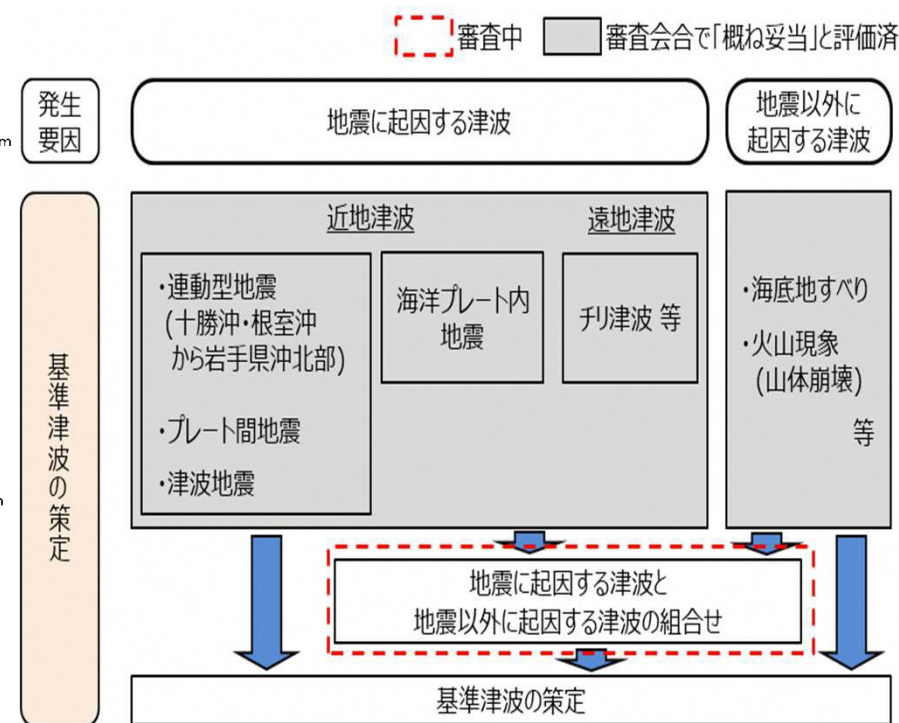 審査中
審査会合で「概ね妥当」と評価済
発生
要因
地震に起因する津波
地震以外に
起因する津波
m
基準津波の策定
近地津波
遠地津波
・連動型地震
(十勝沖・根室沖
から岩手県沖北部)
・プレート間地震
・津波地震
海洋プレート内
地震
チリ津波 等
・海底地すべり
・火山現象
(山体崩壊)
等
地震に起因する津波と
地震以外に起因する津波の組合せ
基準津波の策定